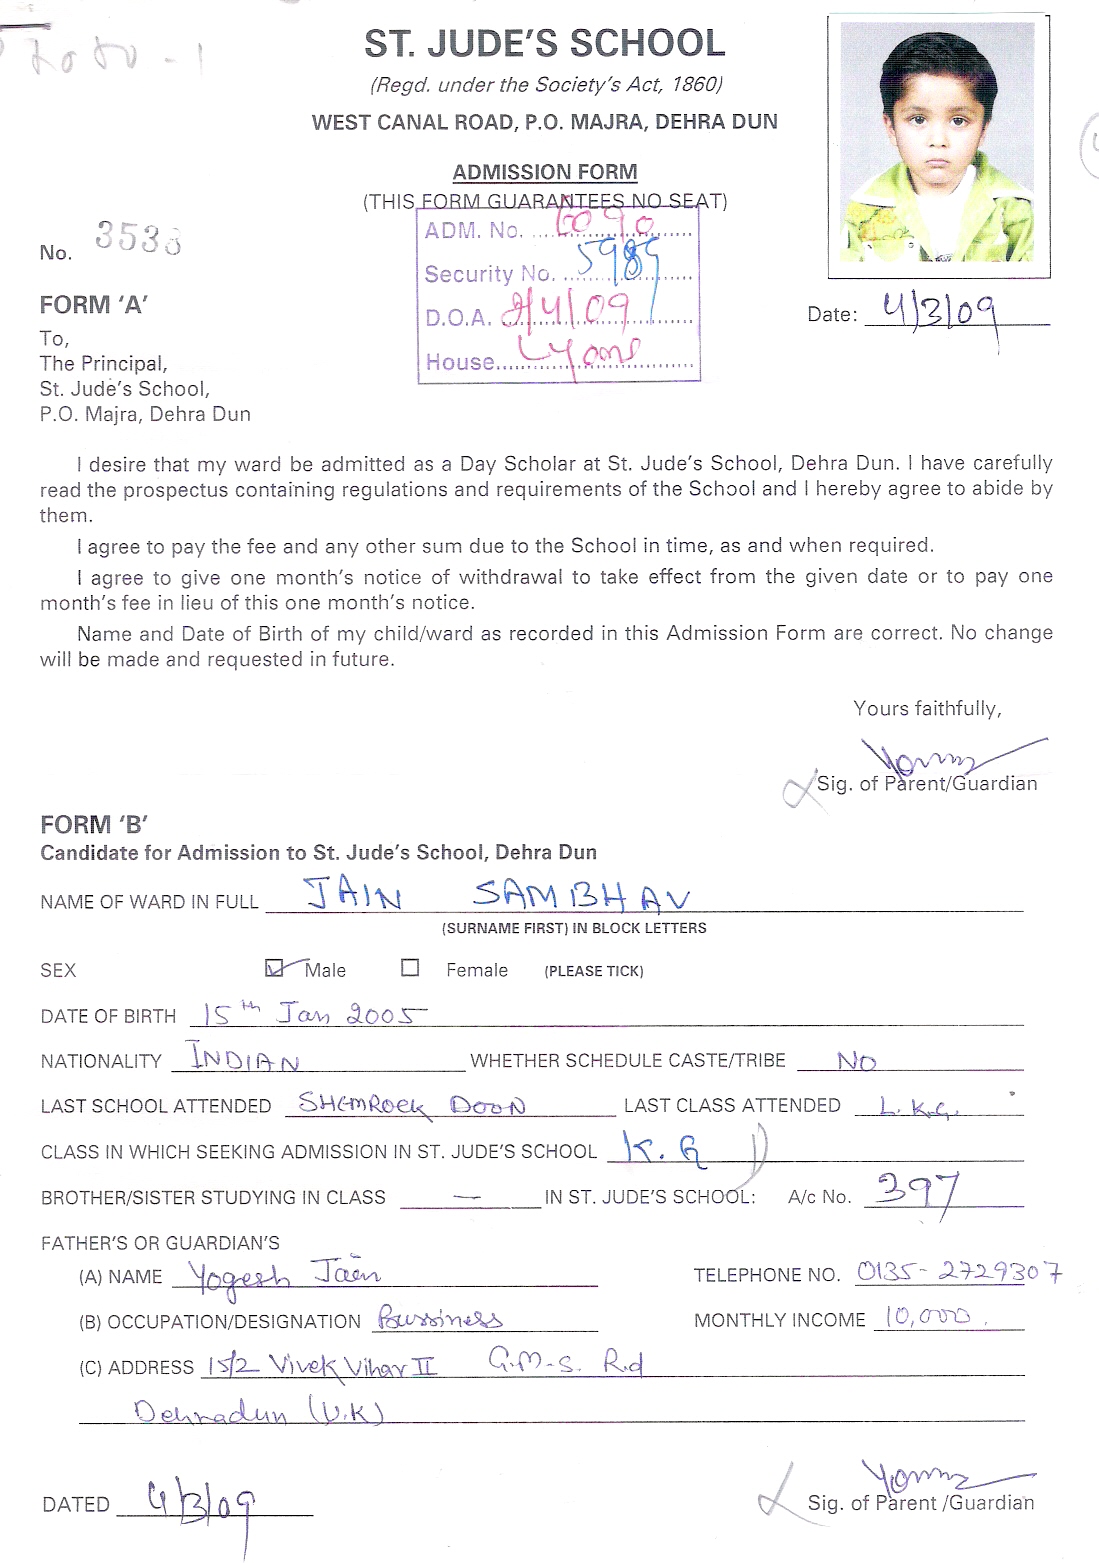 ST. JUDE'S SCHOOL
(Regd. under the Society's Act, 1860)
WEST CANAL ROAD, P.O. MAJRA, DEHRA DUN
ADMISSION FORM
(THIS FORM GUARANTEES NO SEAT)
No. 3538
ADM. No. 6090
Security No. 5989
D.O.A. 2/4/09
House Lyons
Date: 4/3/09
FORM 'A'
To,
The Principal,
St. Jude's School,
P.O. Majra, Dehra Dun
I desire that my ward be admitted as a Day Scholar at St. Jude's School, Dehra Dun. I have carefully
read the prospectus containing regulations and requirements of the School and I hereby agree to abide by
them.
I agree to pay the fee and any other sum due to the School in time, as and when required.
I agree to give one month's notice of withdrawal to take effect from the given date or to pay one
month's fee in lieu of this one month's notice.
Name and Date of Birth of my child/ward as recorded in this Admission Form are correct. No change
will be made and requested in future.
Yours faithfully,
Sig. of Parent/Guardian
FORM 'B'
Candidate for Admission to St. Jude's School, Dehra Dun
NAME OF WARD IN FULL JAIN SAMBHAV
(SURNAME FIRST) IN BLOCK LETTERS
SEX Male Female (PLEASE TICK)
DATE OF BIRTH 15th Jan 2005
NATIONALITY INDIAN WHETHER SCHEDULE CASTE/TRIBE NO
LAST SCHOOL ATTENDED SHEMROCK DOON LAST CLASS ATTENDED L.K.G.
CLASS IN WHICH SEEKING ADMISSION IN ST. JUDE'S SCHOOL K.G
BROTHER/SISTER STUDYING IN CLASS — IN ST. JUDE'S SCHOOL: A/c No. 397
FATHER'S OR GUARDIAN'S
(A) NAME Yogesh Jain TELEPHONE NO. 0135-2729307
(B) OCCUPATION/DESIGNATION Bussiness MONTHLY INCOME 10,000.
(C) ADDRESS 15/2 Vivek Vihar II G.M.S. Rd
Dehradun (U.K)
DATED 4/3/09
Sig. of Parent /Guardian